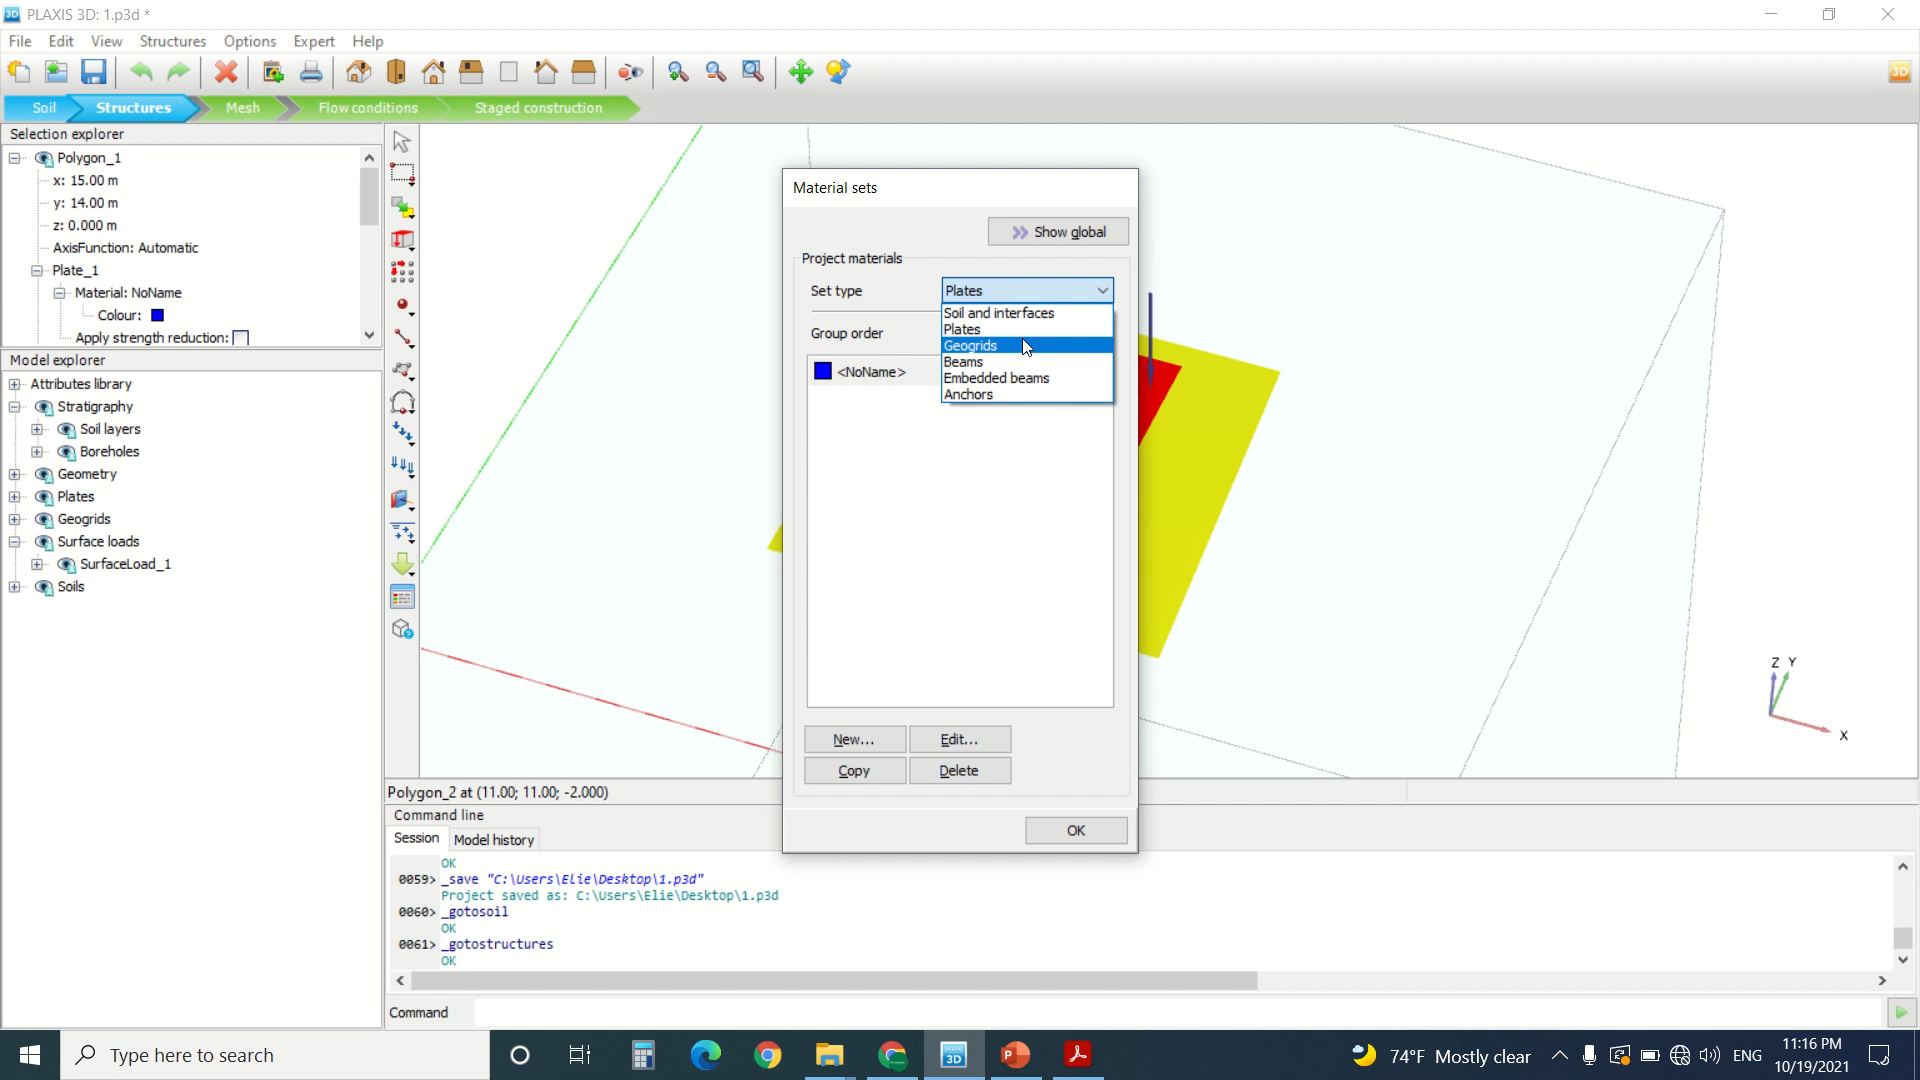 PLAXIS 3D: 1.p3d *
File Edit View Structures Options Expert Help
3D
Soil Structures Mesh Flow conditions Staged construction
Selection explorer
Polygon_1
x: 15.00 m
y: 14.00 m
z: 0.000 m
AxisFunction: Automatic
Plate_1
Material: NoName
Colour:
Apply strength reduction:
Model explorer
Attributes library
Stratigraphy
Soil layers
Boreholes
Geometry
Plates
Geogrids
Surface loads
SurfaceLoad_1
Soils
Material sets
Show global
Project materials
Set type Plates
Soil and interfaces
Plates
Geogrids
Beams
Embedded beams
Anchors
Group order
<NoName>
New... Edit...
Copy Delete
OK
Z Y
X
Polygon_2 at (11.00; 11.00; -2.000)
Command line
Session Model history
OK
0059> _save "C:\Users\Elie\Desktop\1.p3d"
Project saved as: C:\Users\Elie\Desktop\1.p3d
0060> _gotosoil
OK
0061> _gotostructures
OK
Command
Type here to search
74°F Mostly clear
ENG
11:16 PM
10/19/2021